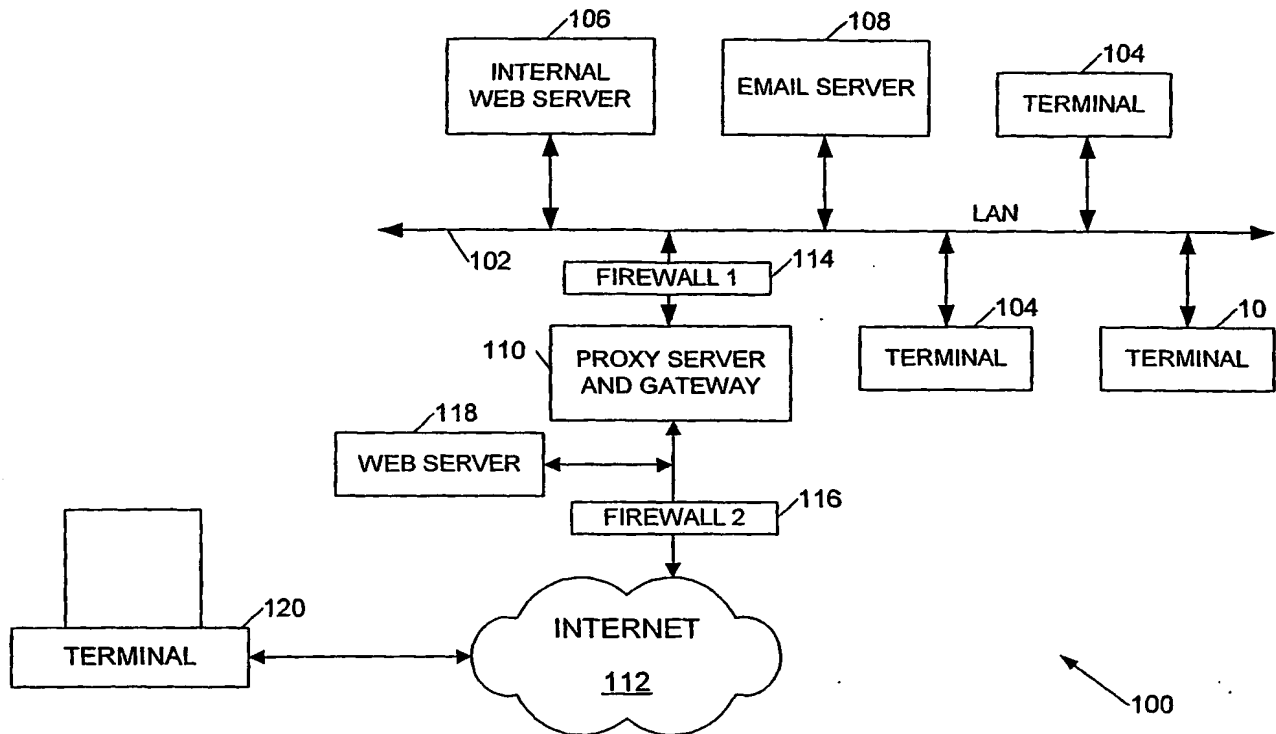 106
108
104
INTERNAL
WEB SERVER
EMAIL SERVER
TERMINAL
LAN
102
FIREWALL 1
114
110
PROXY SERVER
AND GATEWAY
104
TERMINAL
10
TERMINAL
118
WEB SERVER
FIREWALL 2
116
120
TERMINAL
INTERNET
112
100